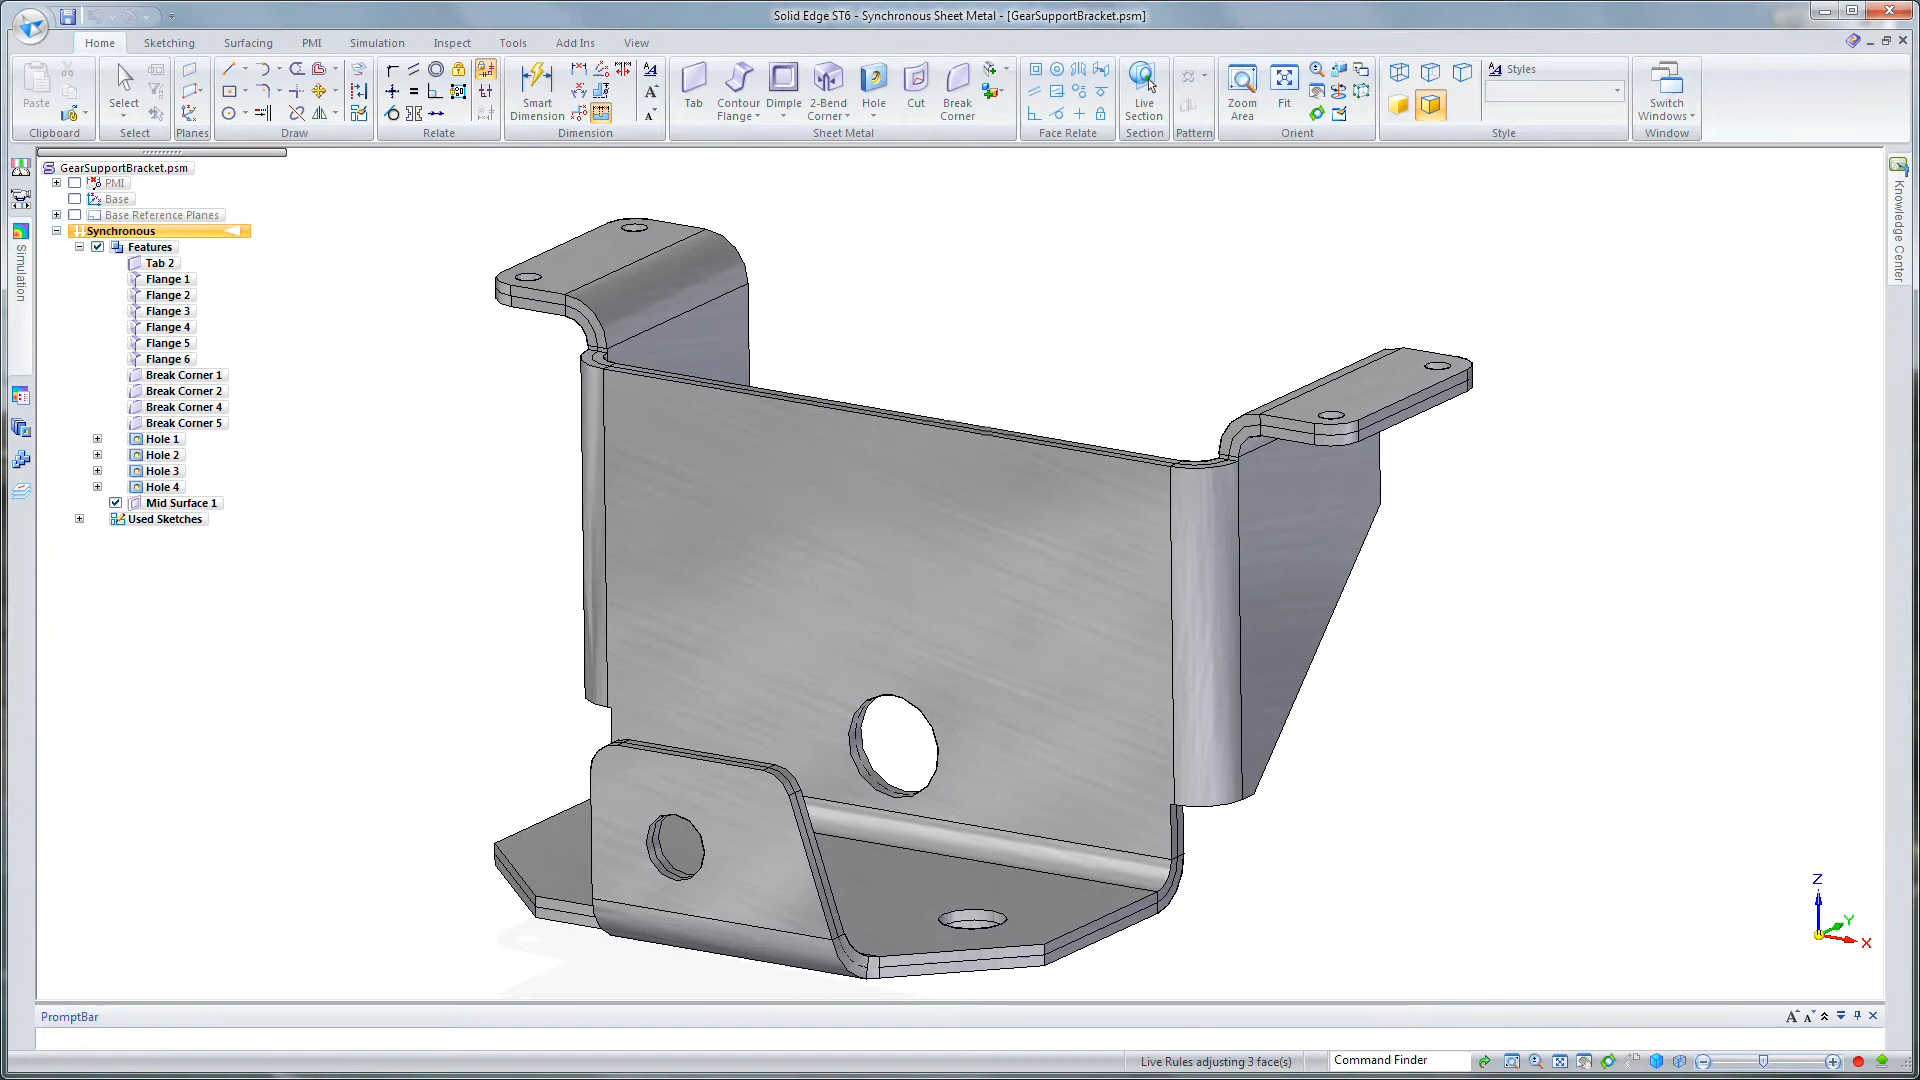 Solid Edge ST6 - Synchronous Sheet Metal - [GearSupportBracket.psm]
Home Sketching Surfacing PMI Simulation Inspect Tools Add Ins View
Paste Select Smart Dimension Tab Contour Flange Dimple 2-Bend Corner Hole Cut Break Corner Live Section Zoom Area Fit Styles Switch Windows
Clipboard Select Planes Draw Relate Dimension Sheet Metal Face Relate Section Pattern Orient Style Window
GearSupportBracket.psm
PMI
Base
Base Reference Planes
Synchronous
Features
Tab 2
Flange 1
Flange 2
Flange 3
Flange 4
Flange 5
Flange 6
Break Corner 1
Break Corner 2
Break Corner 4
Break Corner 5
Hole 1
Hole 2
Hole 3
Hole 4
Mid Surface 1
Used Sketches
Simulation
Knowledge Center
Z
Y
X
PromptBar
Live Rules adjusting 3 face(s)
Command Finder